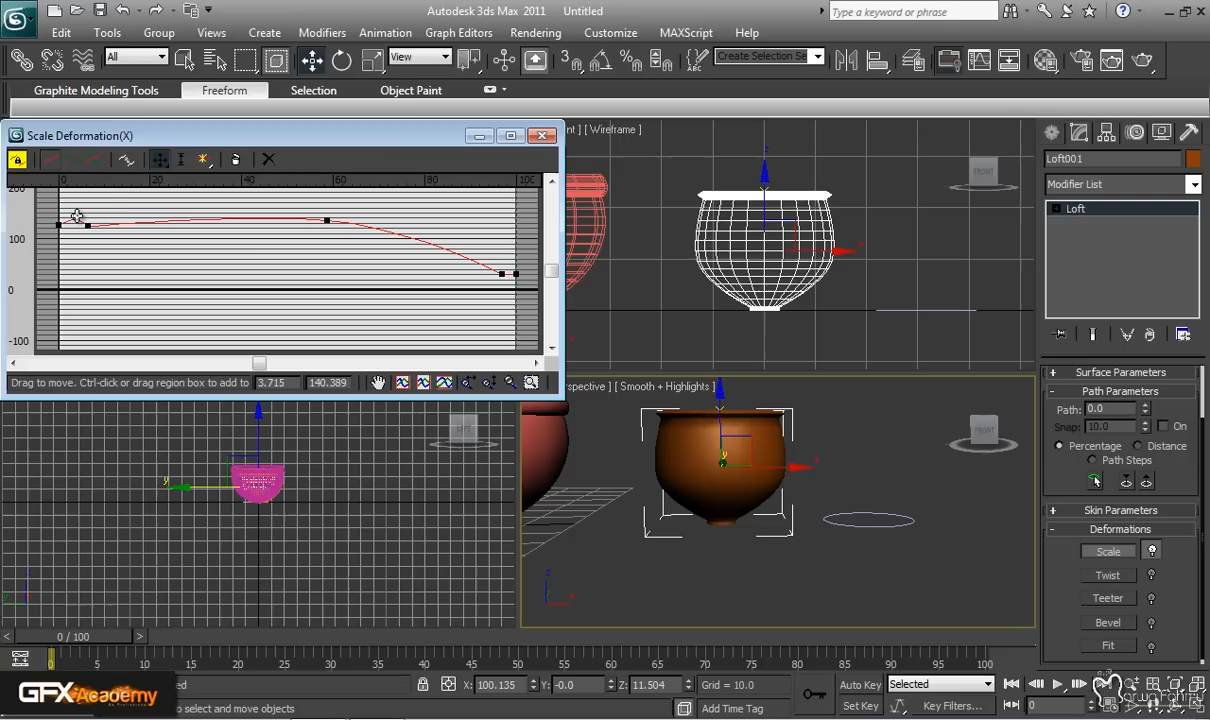 Autodesk 3ds Max 2011 Untitled
Type a keyword or phrase
Edit Tools Group Views Create Modifiers Animation Graph Editors Rendering Customize MAXScript Help
All View Create Selection Se
Graphite Modeling Tools Freeform Selection Object Paint
Scale Deformation(X)
0 20 40 60 80 100
200
100
0
-100
Drag to move. Ctrl-click or drag region box to add to 3.715 140.389
] [ Wireframe ]
FRONT
Loft001
Modifier List
Loft
LEFT
erspective ] [ Smooth + Highlights ]
FRONT
z
x
y
Surface Parameters
Path Parameters
Path: 0.0
Snap: 10.0 On
Percentage Distance
Path Steps
Skin Parameters
Deformations
Scale
Twist
Teeter
Bevel
Fit
0 / 100
0 5 10 15 20 25 30 35 40 45 50 55 60 65 70 75 80 85 90 95 100
X: 100.135 Y: -0.0 Z: 11.504 Grid = 10.0
Auto Key Selected
select and move objects Add Time Tag
Set Key Key Filters... 0
GFXAcademy